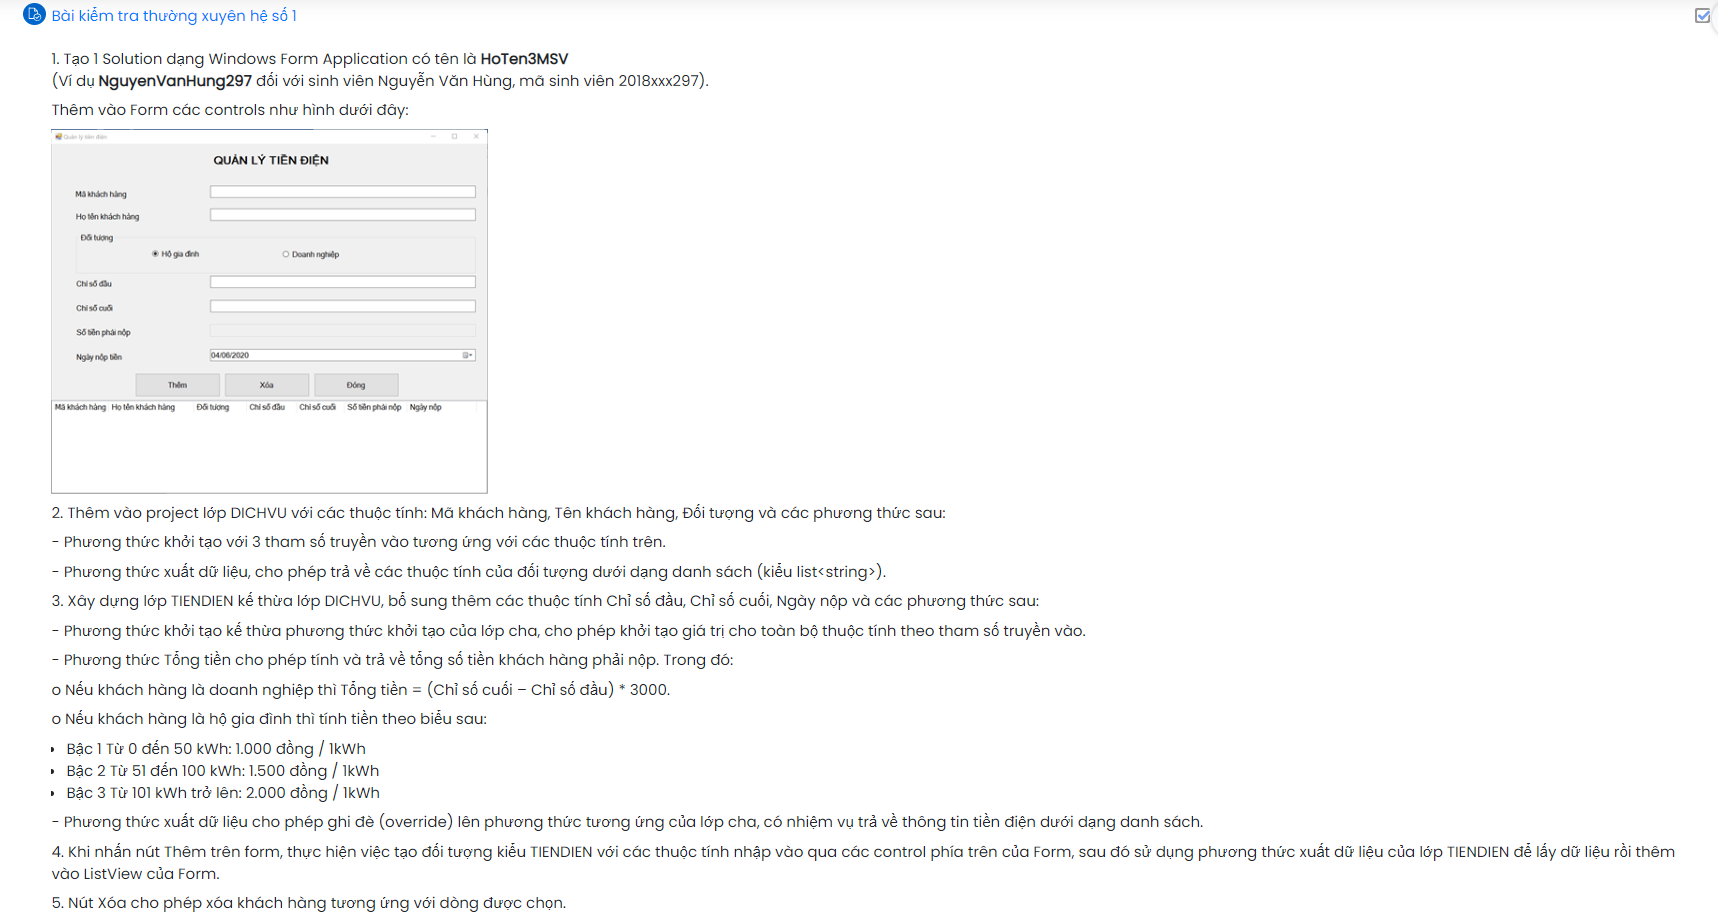 Bài kiểm tra thường xuyên hệ số 1
1. Tạo 1 Solution dạng Windows Form Application có tên là HoTen3MSV
(Ví dụ NguyenVanHung297 đối với sinh viên Nguyễn Văn Hùng, mã sinh viên 2018xxx297).
Thêm vào Form các controls như hình dưới đây:
Quản lý tiền điện
QUẢN LÝ TIỀN ĐIỆN
Mã khách hàng
Họ tên khách hàng
Đối tượng
Hộ gia đình Doanh nghiệp
Chỉ số đầu
Chỉ số cuối
Số tiền phải nộp
Ngày nộp tiền 04/06/2020
Thêm Xóa Đóng
Mã khách hàng Họ tên khách hàng Đối tượng Chỉ số đầu Chỉ số cuối Số tiền phải nộp Ngày nộp
2. Thêm vào project lớp DICHVU với các thuộc tính: Mã khách hàng, Tên khách hàng, Đối tượng và các phương thức sau:
- Phương thức khởi tạo với 3 tham số truyền vào tương ứng với các thuộc tính trên.
- Phương thức xuất dữ liệu, cho phép trả về các thuộc tính của đối tượng dưới dạng danh sách (kiểu list<string>).
3. Xây dựng lớp TIENDIEN kế thừa lớp DICHVU, bổ sung thêm các thuộc tính Chỉ số đầu, Chỉ số cuối, Ngày nộp và các phương thức sau:
- Phương thức khởi tạo kế thừa phương thức khởi tạo của lớp cha, cho phép khởi tạo giá trị cho toàn bộ thuộc tính theo tham số truyền vào.
- Phương thức Tổng tiền cho phép tính và trả về tổng số tiền khách hàng phải nộp. Trong đó:
o Nếu khách hàng là doanh nghiệp thì Tổng tiền = (Chỉ số cuối – Chỉ số đầu) * 3000.
o Nếu khách hàng là hộ gia đình thì tính tiền theo biểu sau:
• Bậc 1 Từ 0 đến 50 kWh: 1.000 đồng / 1kWh
• Bậc 2 Từ 51 đến 100 kWh: 1.500 đồng / 1kWh
• Bậc 3 Từ 101 kWh trở lên: 2.000 đồng / 1kWh
- Phương thức xuất dữ liệu cho phép ghi đè (override) lên phương thức tương ứng của lớp cha, có nhiệm vụ trả về thông tin tiền điện dưới dạng danh sách.
4. Khi nhấn nút Thêm trên form, thực hiện việc tạo đối tượng kiểu TIENDIEN với các thuộc tính nhập vào qua các control phía trên của Form, sau đó sử dụng phương thức xuất dữ liệu của lớp TIENDIEN để lấy dữ liệu rồi thêm
vào ListView của Form.
5. Nút Xóa cho phép xóa khách hàng tương ứng với dòng được chọn.